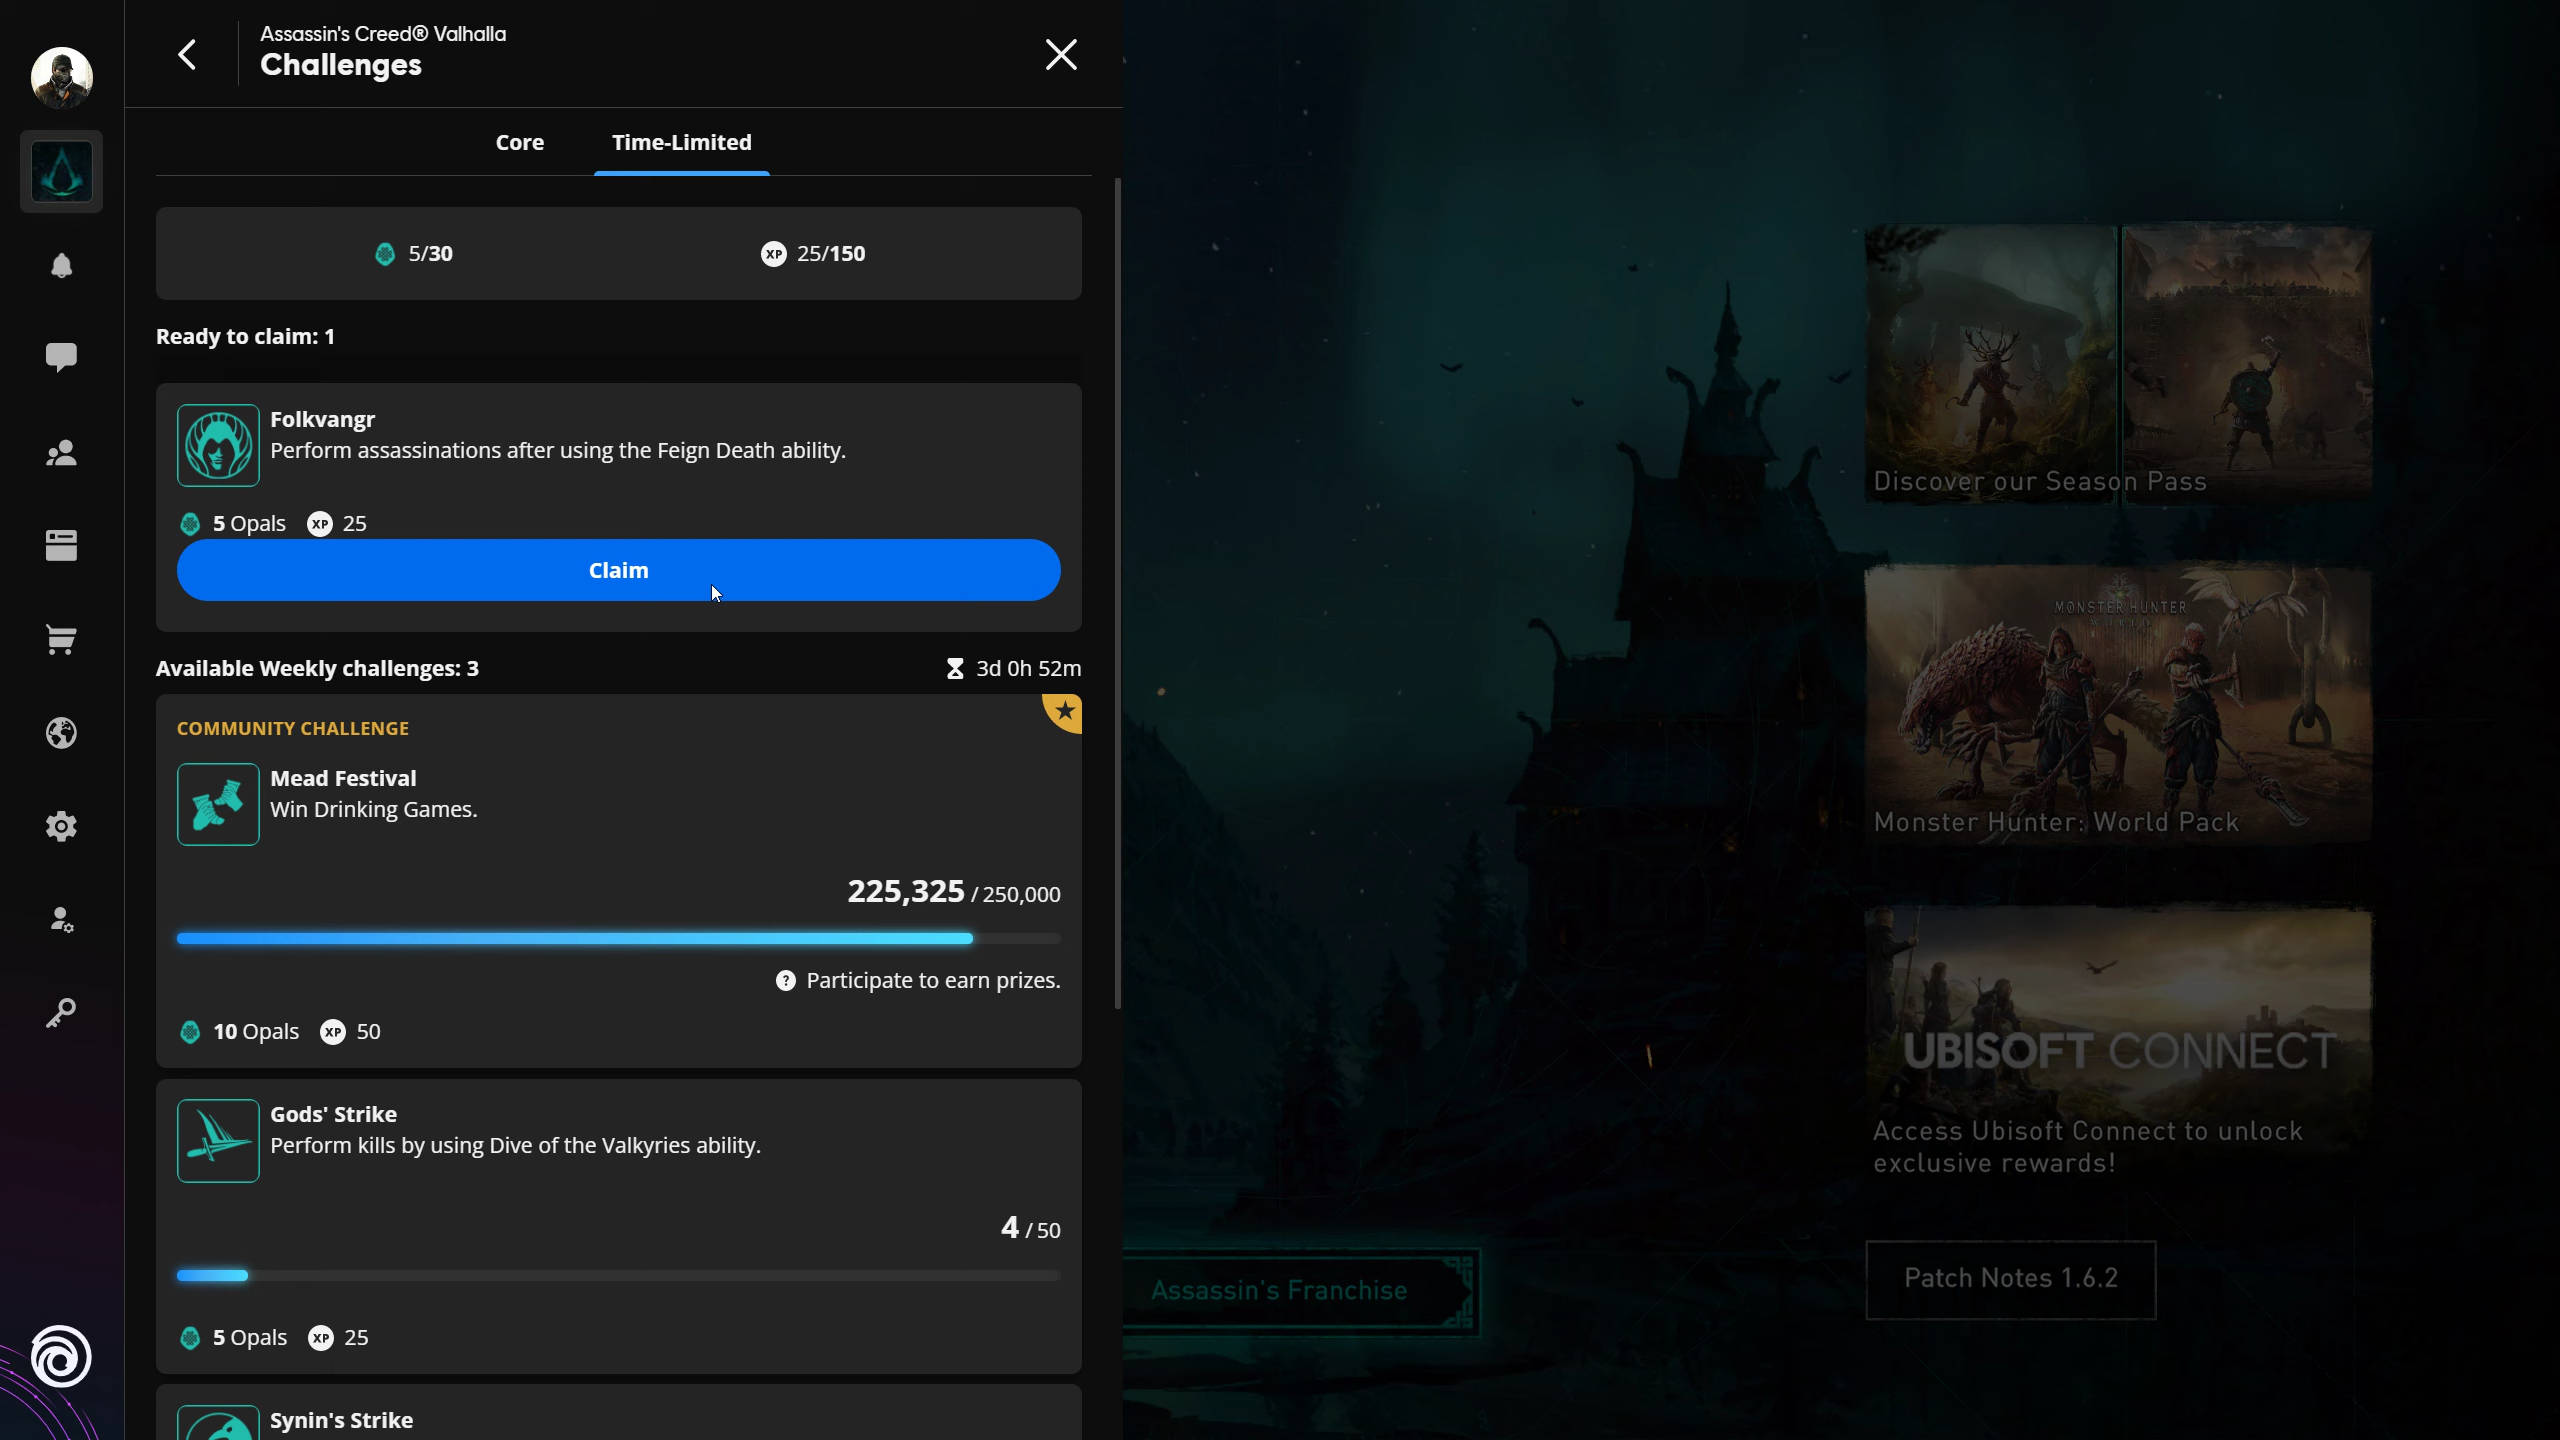 Assassin's Creed® Valhalla
Challenges
Core
Time-Limited
5/30
XP 25/150
Ready to claim: 1
Folkvangr
Perform assassinations after using the Feign Death ability.
5 Opals XP 25
Claim
Available Weekly challenges: 3
3d 0h 52m
COMMUNITY CHALLENGE
Mead Festival
Win Drinking Games.
225,325 / 250,000
? Participate to earn prizes.
10 Opals XP 50
Gods' Strike
Perform kills by using Dive of the Valkyries ability.
4 / 50
5 Opals XP 25
Synin's Strike
Discover our Season Pass
MONSTER HUNTER
WORLD
Monster Hunter: World Pack
UBISOFT CONNECT
Access Ubisoft Connect to unlock
exclusive rewards!
Assassin's Franchise
Patch Notes 1.6.2